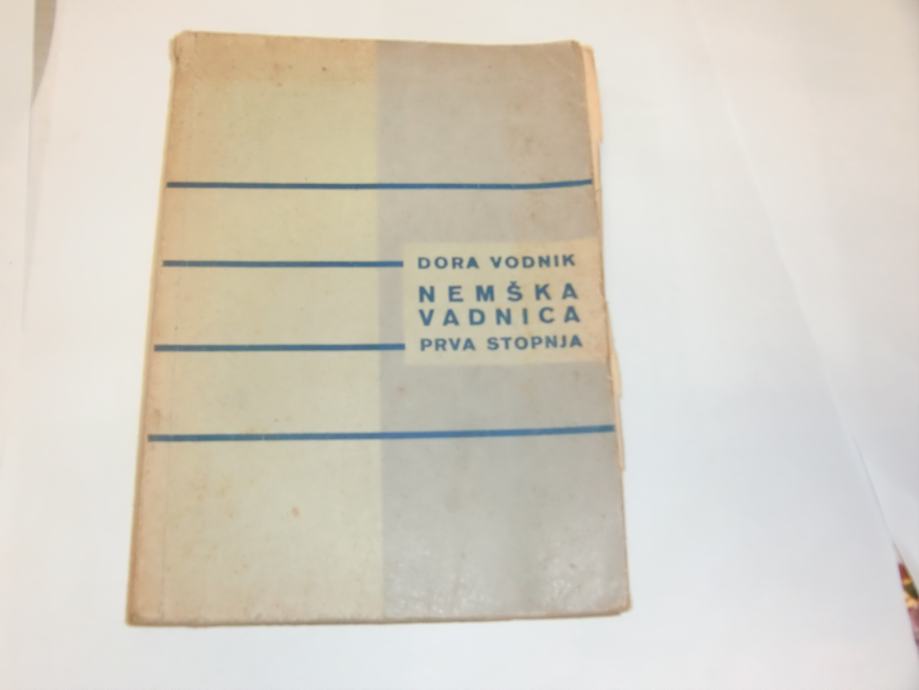 DORA VODNIK
NEMŠKA
VADNICA
PRVA STOPNJA